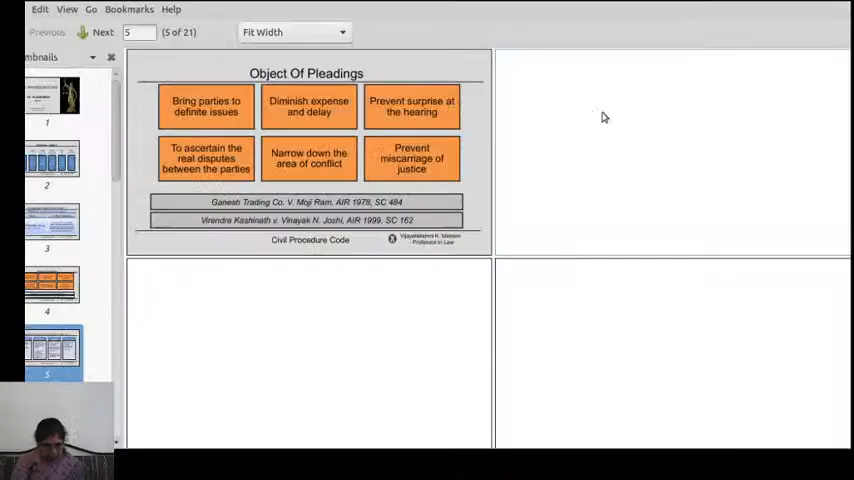 Edit View Go Bookmarks Help
Previous Next 5 (5 of 21) Fit Width
mbnails
1
2
3
4
5
Object Of Pleadings
Bring parties to
definite issues
Diminish expense
and delay
Prevent surprise at
the hearing
To ascertain the
real disputes
between the parties
Narrow down the
area of conflict
Prevent
miscarriage of
justice
Ganesh Trading Co. V. Moji Ram, AIR 1978, SC 484
Virendra Kashinath v. Vinayak N. Joshi, AIR 1999, SC 162
Civil Procedure Code
- Professor in Law